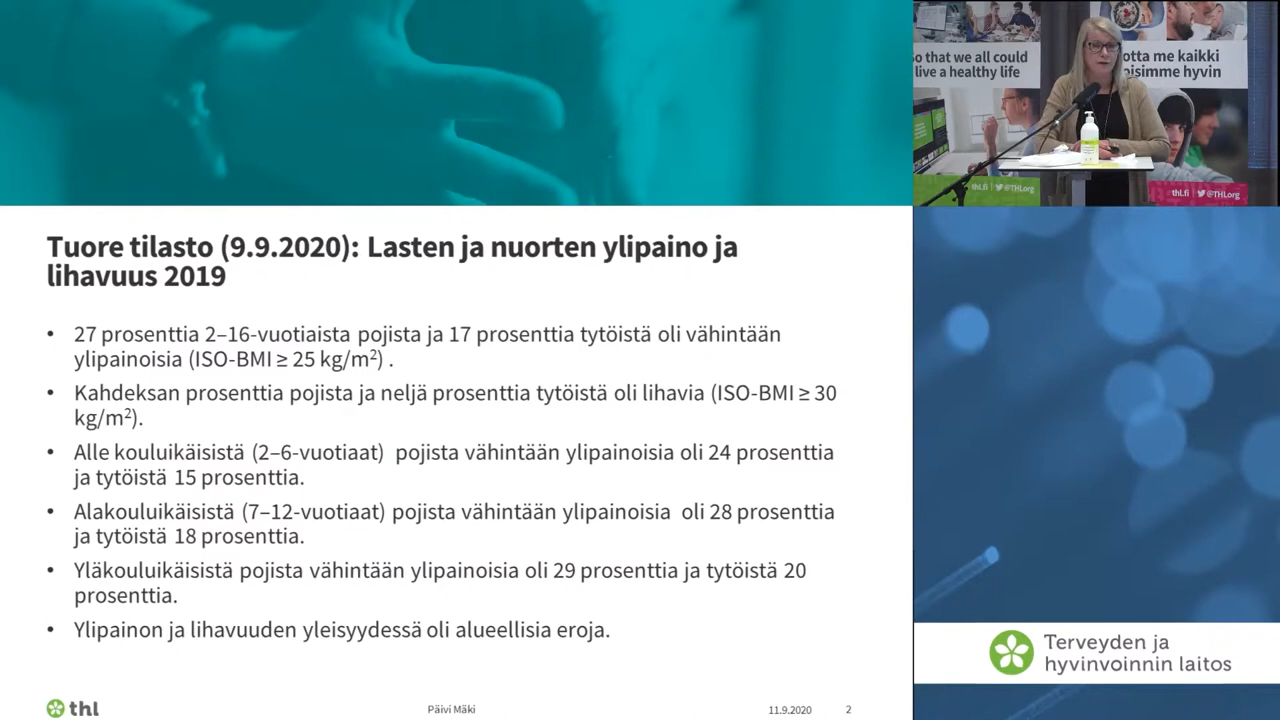 Tuore tilasto (9.9.2020): Lasten ja nuorten ylipaino ja
lihavuus 2019
• 27 prosenttia 2–16-vuotiaista pojista ja 17 prosenttia tytöistä oli vähintään
ylipainoisia (ISO-BMI ≥ 25 kg/m²) .
• Kahdeksan prosenttia pojista ja neljä prosenttia tytöistä oli lihavia (ISO-BMI ≥ 30
kg/m²).
• Alle kouluikäisistä (2–6-vuotiaat) pojista vähintään ylipainoisia oli 24 prosenttia
ja tytöistä 15 prosenttia.
• Alakouluikäisistä (7–12-vuotiaat) pojista vähintään ylipainoisia oli 28 prosenttia
ja tytöistä 18 prosenttia.
• Yläkouluikäisistä pojista vähintään ylipainoisia oli 29 prosenttia ja tytöistä 20
prosenttia.
• Ylipainon ja lihavuuden yleisyydessä oli alueellisia eroja.
thl
Päivi Mäki
11.9.2020
2
o that we all could
live a healthy life
otta me kaikki
oisimme hyvin
thl.fi | @THLorg
thl.fi | @THLorg
Terveyden ja
hyvinvoinnin laitos